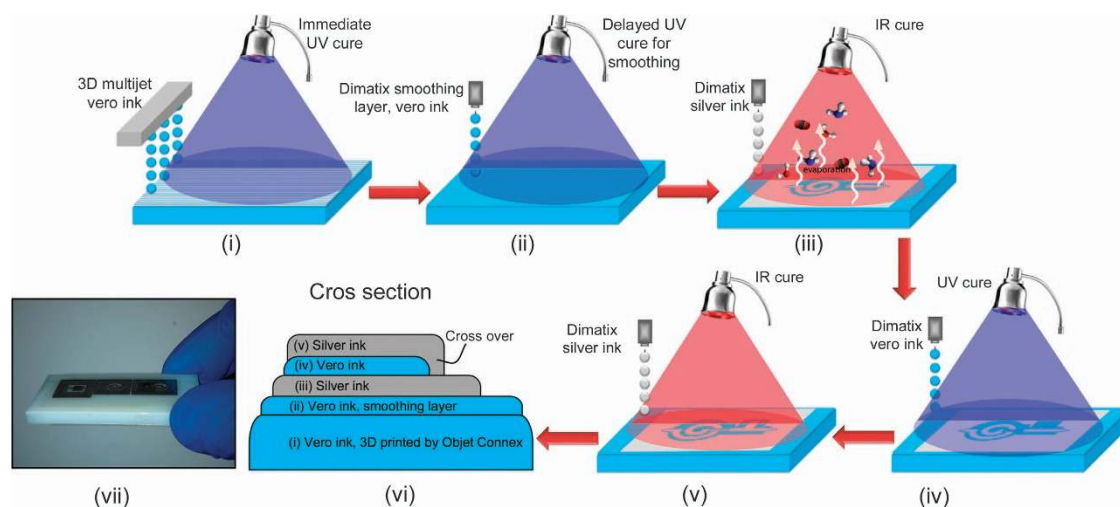 Immediate
UV cure
3D multijet
vero ink
(i)
Delayed UV
cure for
smoothing
Dimatix smoothing
layer, vero ink
(ii)
IR cure
Dimatix
silver ink
evaporation
(iii)
UV cure
Dimatix
vero ink
(iv)
IR cure
Dimatix
silver ink
(v)
Cros section
Cross over
(v) Silver ink
(iv) Vero ink
(iii) Silver ink
(ii) Vero ink, smoothing layer
(i) Vero ink, 3D printed by Objet Connex
(vi)
(vii)